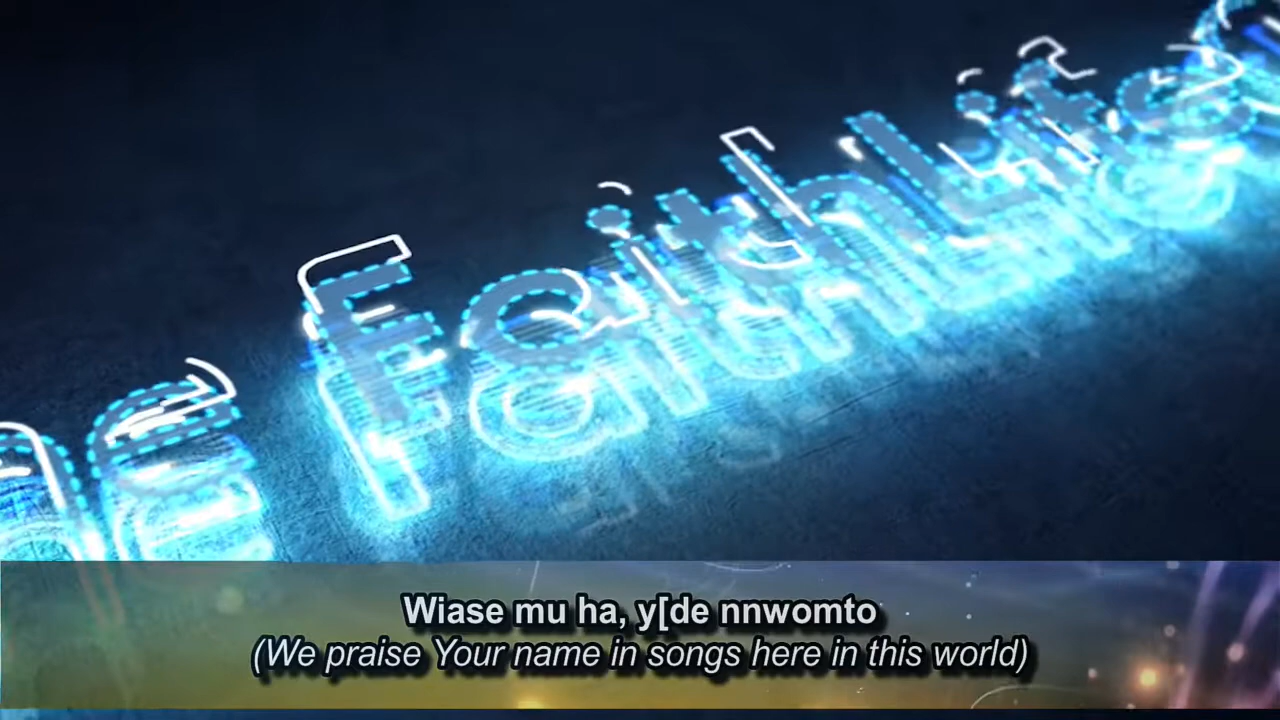 FaithLife
Wiase mu ha, y[de nnwomto
(We praise Your name in songs here in this world)